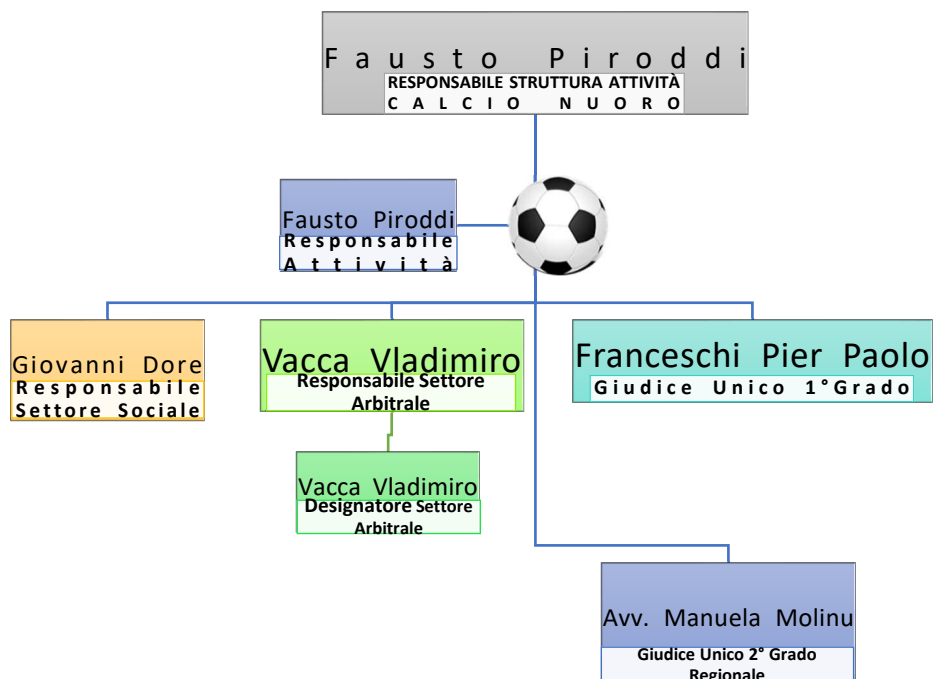 Fausto Piroddi
RESPONSABILE STRUTTURA ATTIVITÀ
CALCIO NUORO
Fausto Piroddi
Responsabile
Attività
Giovanni Dore
Responsabile
Settore Sociale
Vacca Vladimiro
Responsabile Settore
Arbitrale
Franceschi Pier Paolo
Giudice Unico 1°Grado
Vacca Vladimiro
Designatore Settore
Arbitrale
Avv. Manuela Molinu
Giudice Unico 2° Grado
Regionale